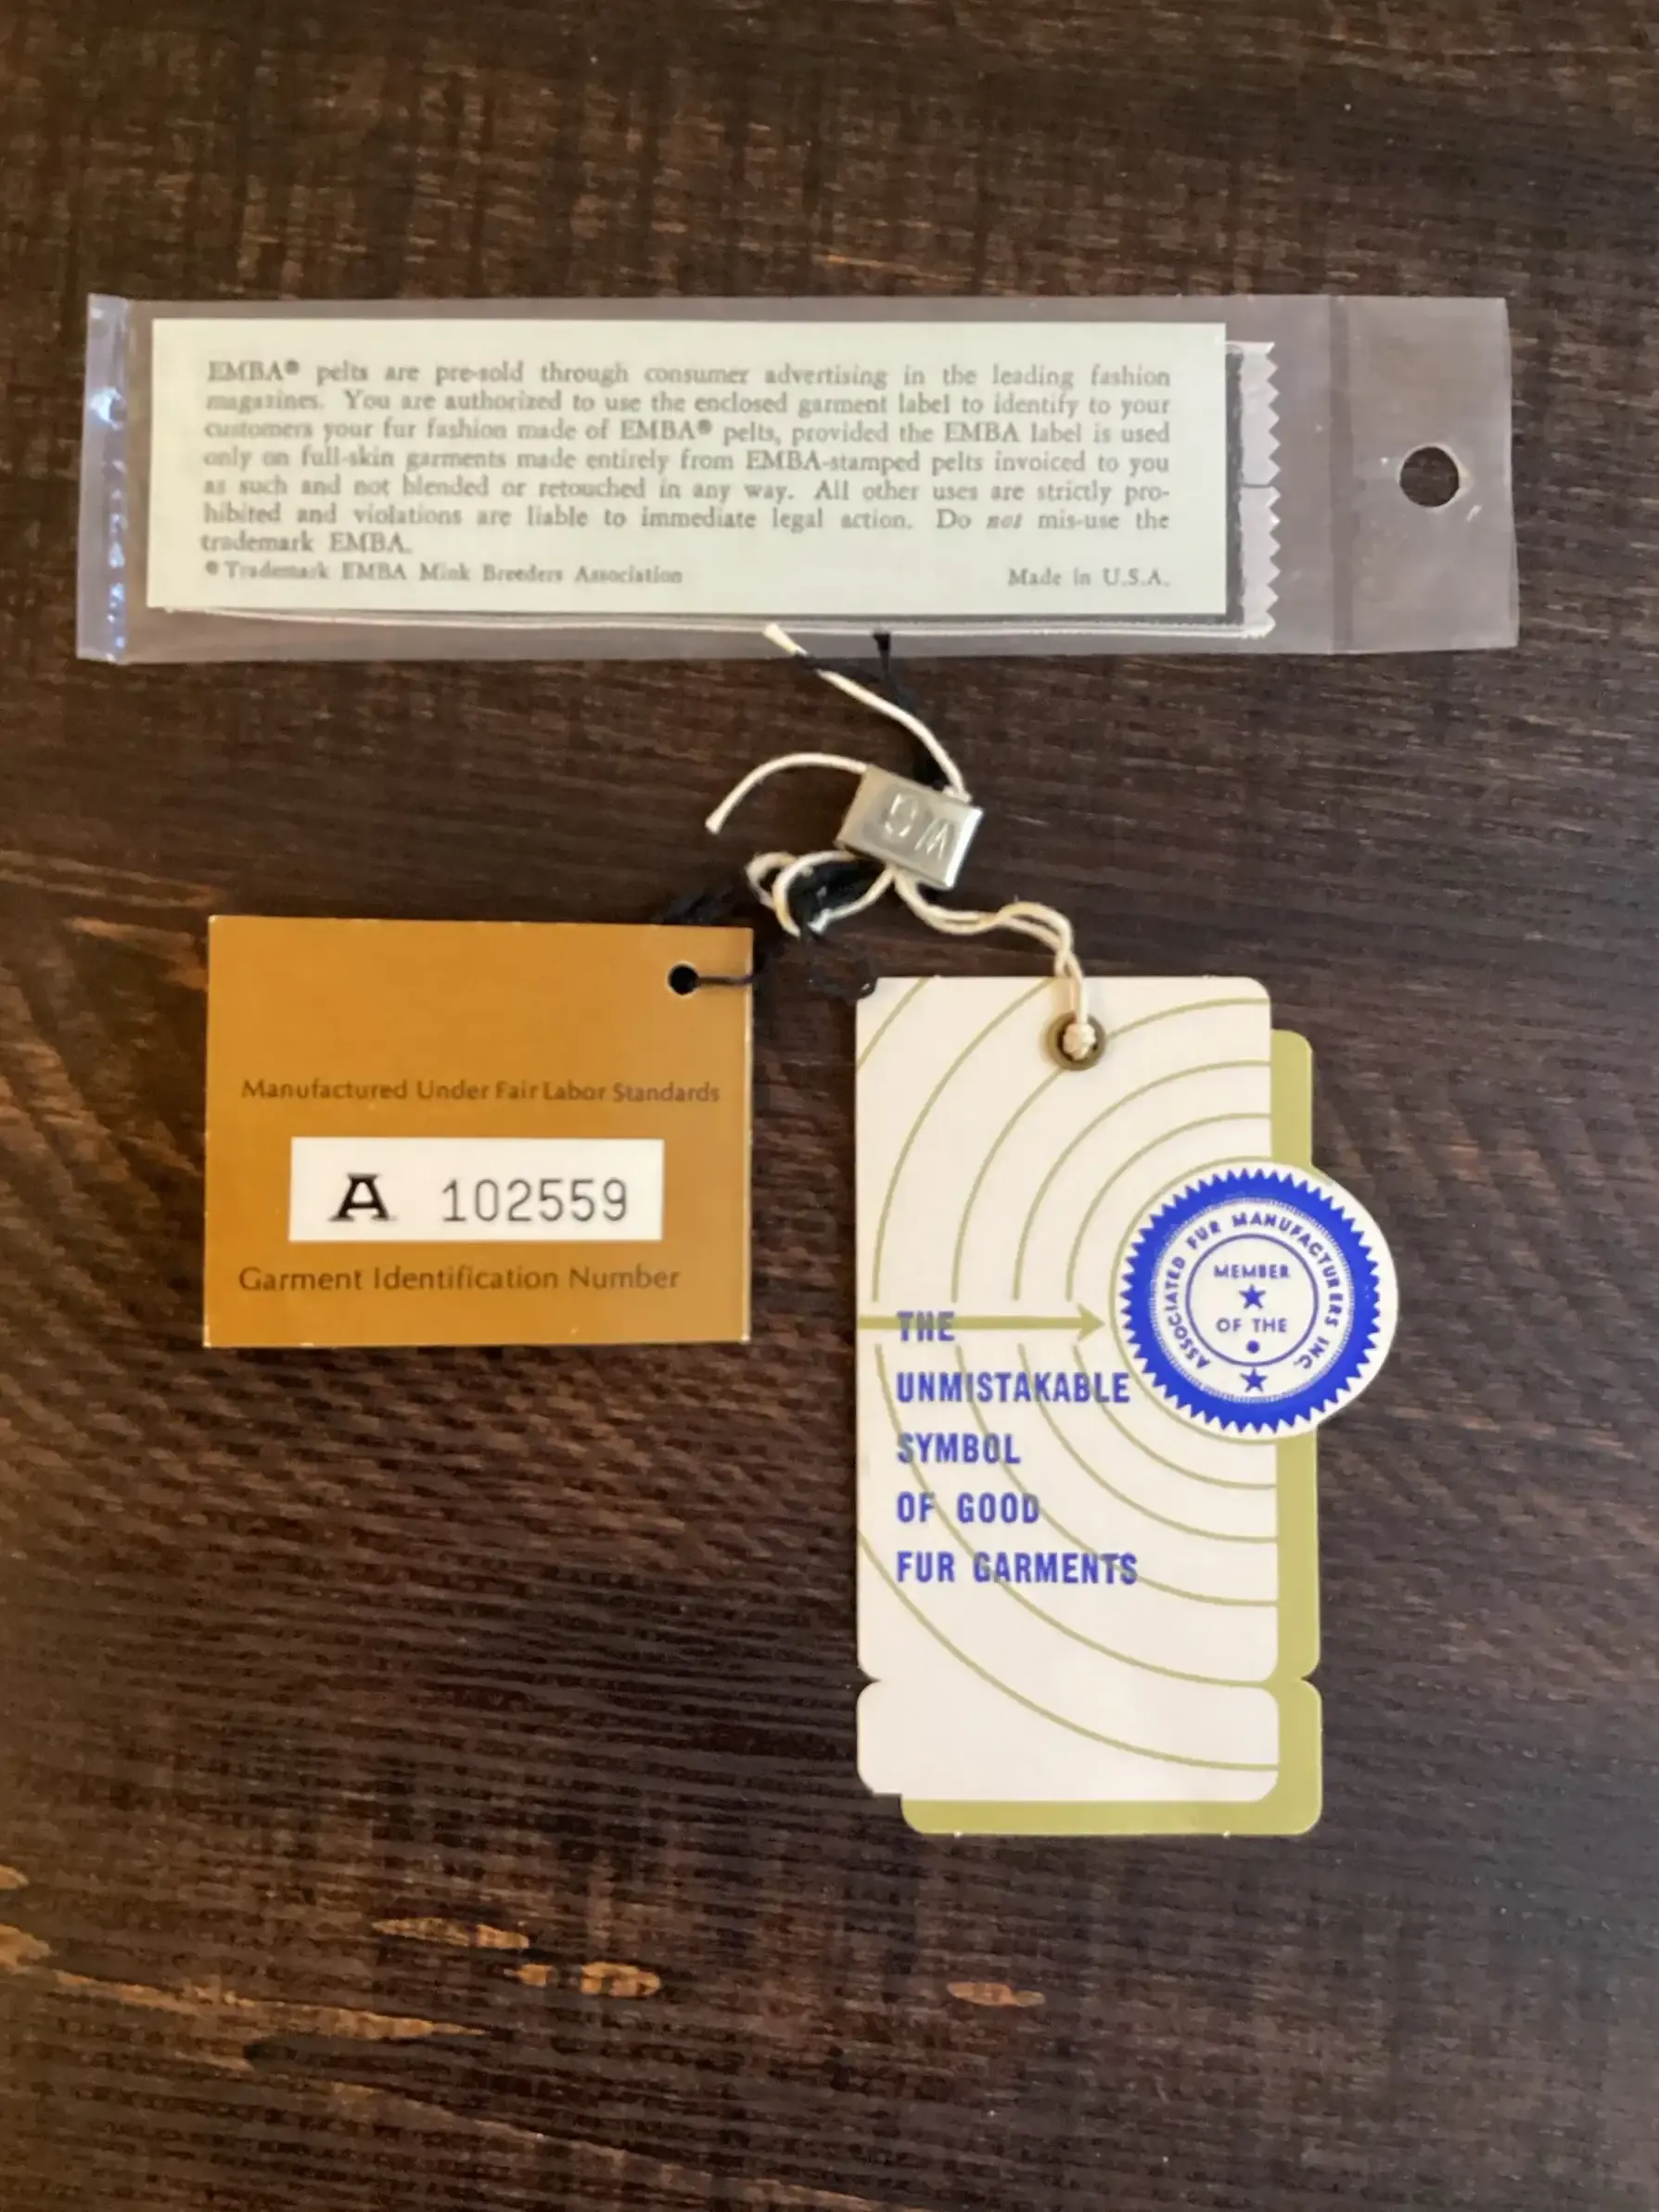 EMBA® pelts are pre-sold through consumer advertising in the leading fashion
magazines. You are authorized to use the enclosed garment label to identify to your
customers your fur fashion made of EMBA® pelts, provided the EMBA label is used
only on full-skin garments made entirely from EMBA-stamped pelts invoiced to you
as such and not blended or retouched in any way. All other uses are strictly pro-
hibited and violations are liable to immediate legal action. Do not mis-use the
trademark EMBA.
® Trademark EMBA Mink Breeders Association Made in U.S.A.
Manufactured Under Fair Labor Standards
A 102559
Garment Identification Number
ASSOCIATED FUR MANUFACTURERS INC.
MEMBER
OF THE
THE
UNMISTAKABLE
SYMBOL
OF GOOD
FUR GARMENTS